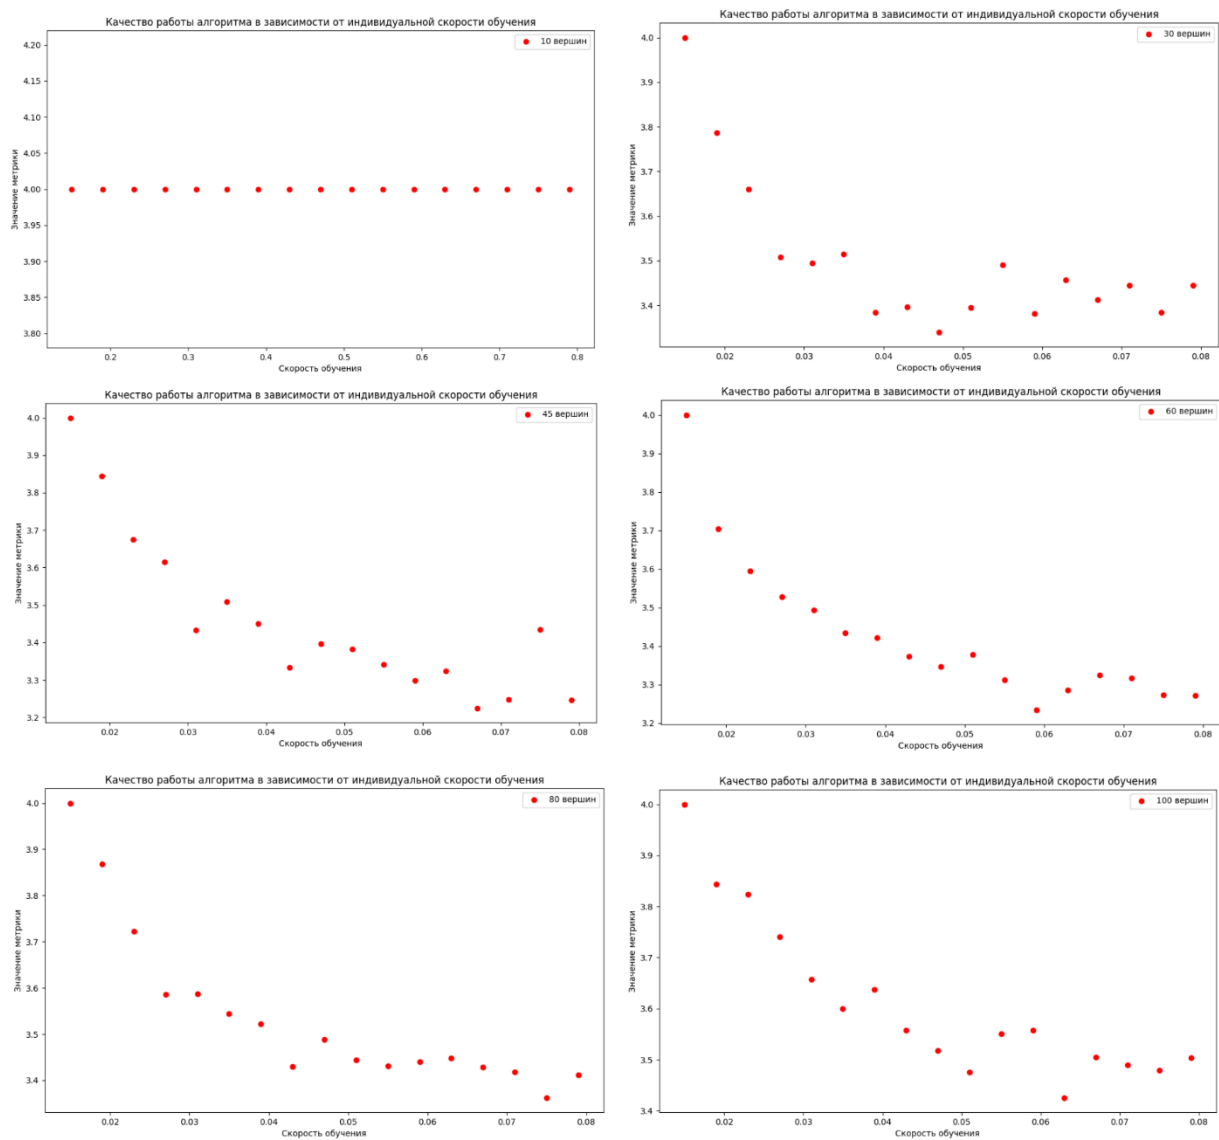 Качество работы алгоритма в зависимости от индивидуальной скорости обучения
10 вершин
4.20
4.15
4.10
4.05
4.00
3.95
3.90
3.85
3.80
Значение метрики
0.2 0.3 0.4 0.5 0.6 0.7 0.8
Скорость обучения
Качество работы алгоритма в зависимости от индивидуальной скорости обучения
30 вершин
4.0
3.8
3.7
3.6
3.5
3.4
Значение метрики
0.02 0.03 0.04 0.05 0.06 0.07 0.08
Скорость обучения
Качество работы алгоритма в зависимости от индивидуальной скорости обучения
45 вершин
4.0
3.9
3.8
3.7
3.6
3.5
3.4
3.3
3.2
Значение метрики
0.02 0.03 0.04 0.05 0.06 0.07 0.08
Скорость обучения
Качество работы алгоритма в зависимости от индивидуальной скорости обучения
60 вершин
4.0
3.9
3.8
3.7
3.6
3.5
3.4
3.3
3.2
Значение метрики
0.02 0.03 0.04 0.05 0.06 0.07 0.08
Скорость обучения
Качество работы алгоритма в зависимости от индивидуальной скорости обучения
80 вершин
4.0
3.9
3.8
3.7
3.6
3.5
3.4
Значение метрики
0.02 0.03 0.04 0.05 0.06 0.07 0.08
Скорость обучения
Качество работы алгоритма в зависимости от индивидуальной скорости обучения
100 вершин
4.0
3.9
3.8
3.7
3.6
3.5
3.4
Значение метрики
0.02 0.03 0.04 0.05 0.06 0.07 0.08
Скорость обучения